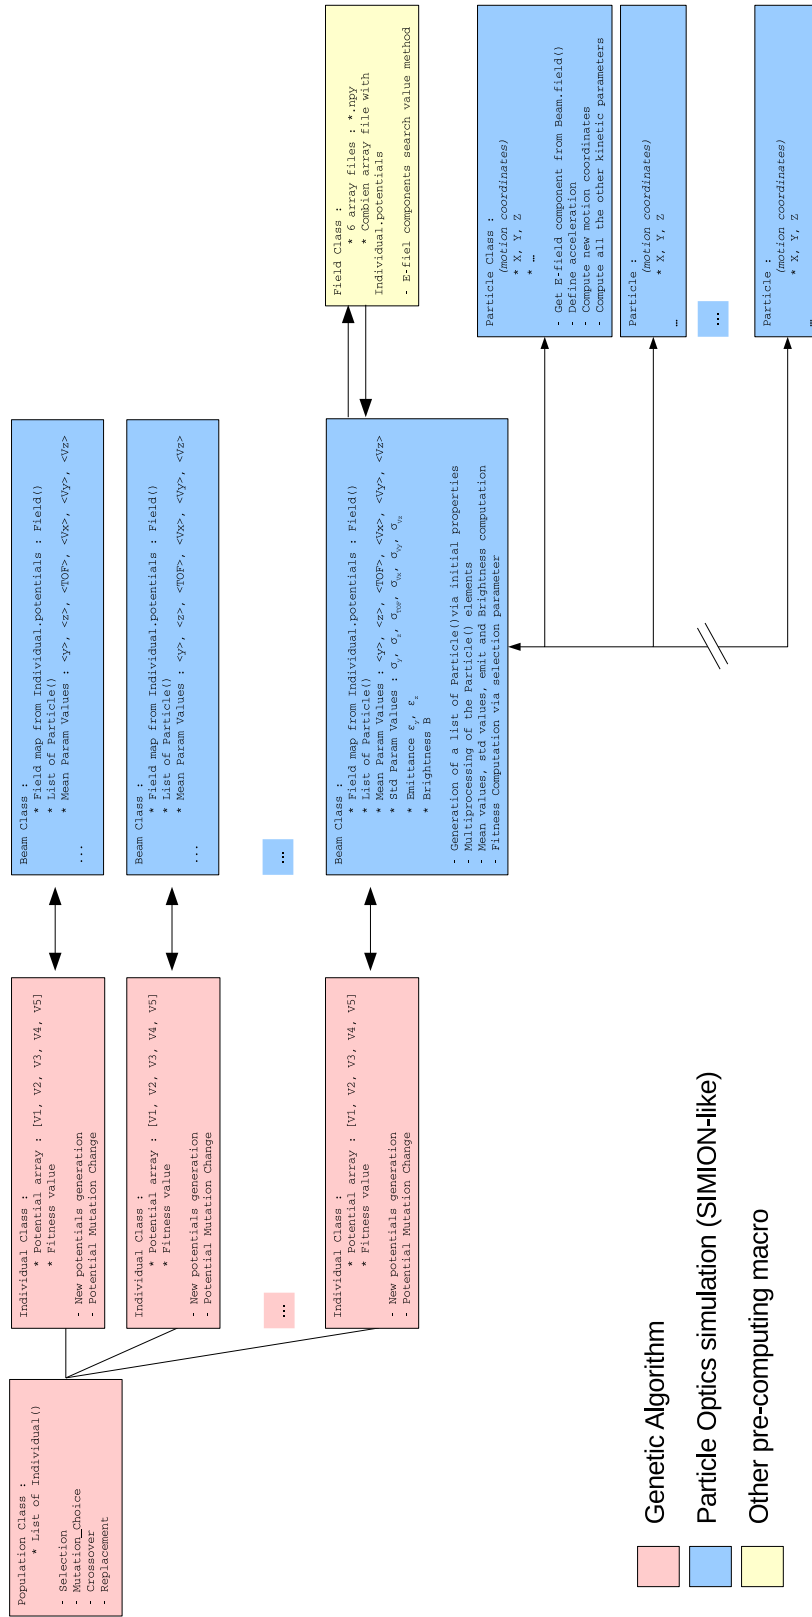 Population Class :
* List of Individual()
- Selection
- Mutation_Choice
- Crossover
- Replacement
Individual Class :
* Potential array : [V1, V2, V3, V4, V5]
* Fitness value
- New potentials generation
- Potential Mutation Change
Individual Class :
* Potential array : [V1, V2, V3, V4, V5]
* Fitness value
- New potentials generation
- Potential Mutation Change
...
Individual Class :
* Potential array : [V1, V2, V3, V4, V5]
* Fitness value
- New potentials generation
- Potential Mutation Change
Beam Class :
* Field map from Individual.potentials : Field()
* List of Particle()
* Mean Param Values : <y>, <z>, <TOF>, <Vx>, <Vy>, <Vz>
...
Beam Class :
* Field map from Individual.potentials : Field()
* List of Particle()
* Mean Param Values : <y>, <z>, <TOF>, <Vx>, <Vy>, <Vz>
...
...
Beam Class :
* Field map from Individual.potentials : Field()
* List of Particle()
* Mean Param Values : <y>, <z>, <TOF>, <Vx>, <Vy>, <Vz>
* Std Param Values : σy, σz, σTOF, σVx, σVy, σVz
* Emittance εy, εz
* Brightness B
- Generation of a list of Particle()via initial properties
- Multiprocessing of the Particle() elements
- Mean values, std values, emit and Brightness computation
- Fitness Computation via selection parameter
Field Class :
* 6 array files : *.npy
* Combien array file with
Individual.potentials
- E-fiel components search value method
Particle Class :
(motion coordinates)
* X, Y, Z
* …
- Get E-field component from Beam.field()
- Define acceleration
- Compute new motion coordinates
- Compute all the other kinetic parameters
Particle :
(motion coordinates)
* X, Y, Z
…
...
Particle :
(motion coordinates)
* X, Y, Z
…
Genetic Algorithm
Particle Optics simulation (SIMION-like)
Other pre-computing macro